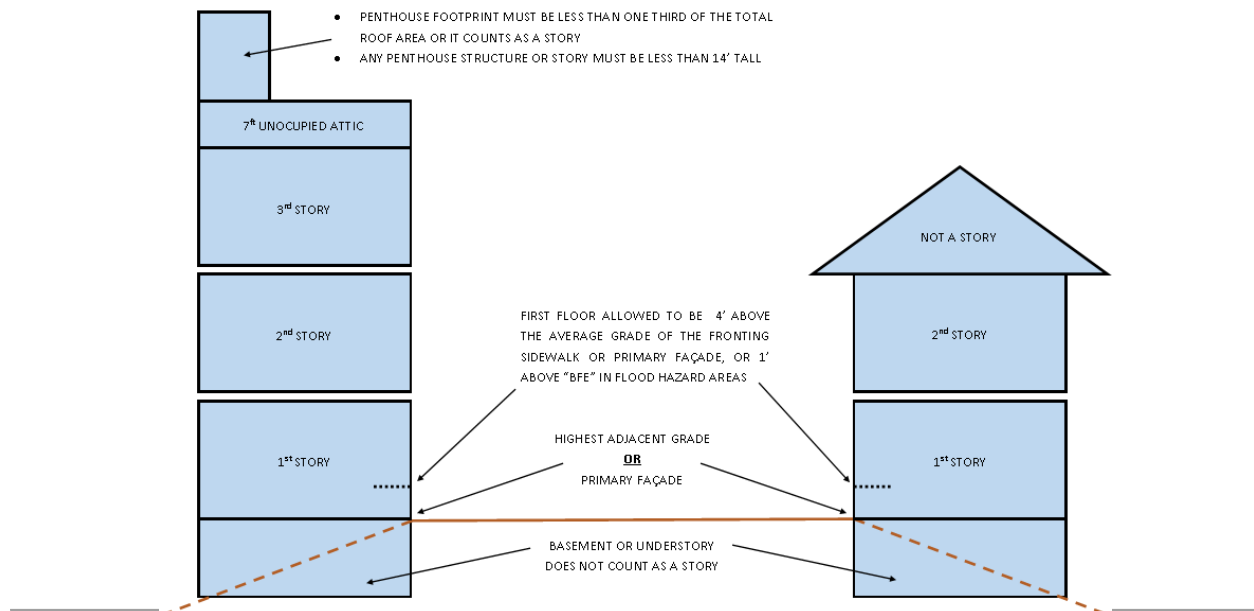 • PENTHOUSE FOOTPRINT MUST BE LESS THAN ONE THIRD OF THE TOTAL
ROOF AREA OR IT COUNTS AS A STORY
• ANY PENTHOUSE STRUCTURE OR STORY MUST BE LESS THAN 14’ TALL
7ft UNOCUPIED ATTIC
3rd STORY
NOT A STORY
2nd STORY
FIRST FLOOR ALLOWED TO BE 4’ ABOVE
THE AVERAGE GRADE OF THE FRONTING
SIDEWALK OR PRIMARY FAÇADE, OR 1’
ABOVE “BFE” IN FLOOD HAZARD AREAS
2nd STORY
1st STORY
HIGHEST ADJACENT GRADE
OR
PRIMARY FAÇADE
1st STORY
BASEMENT OR UNDERSTORY
DOES NOT COUNT AS A STORY